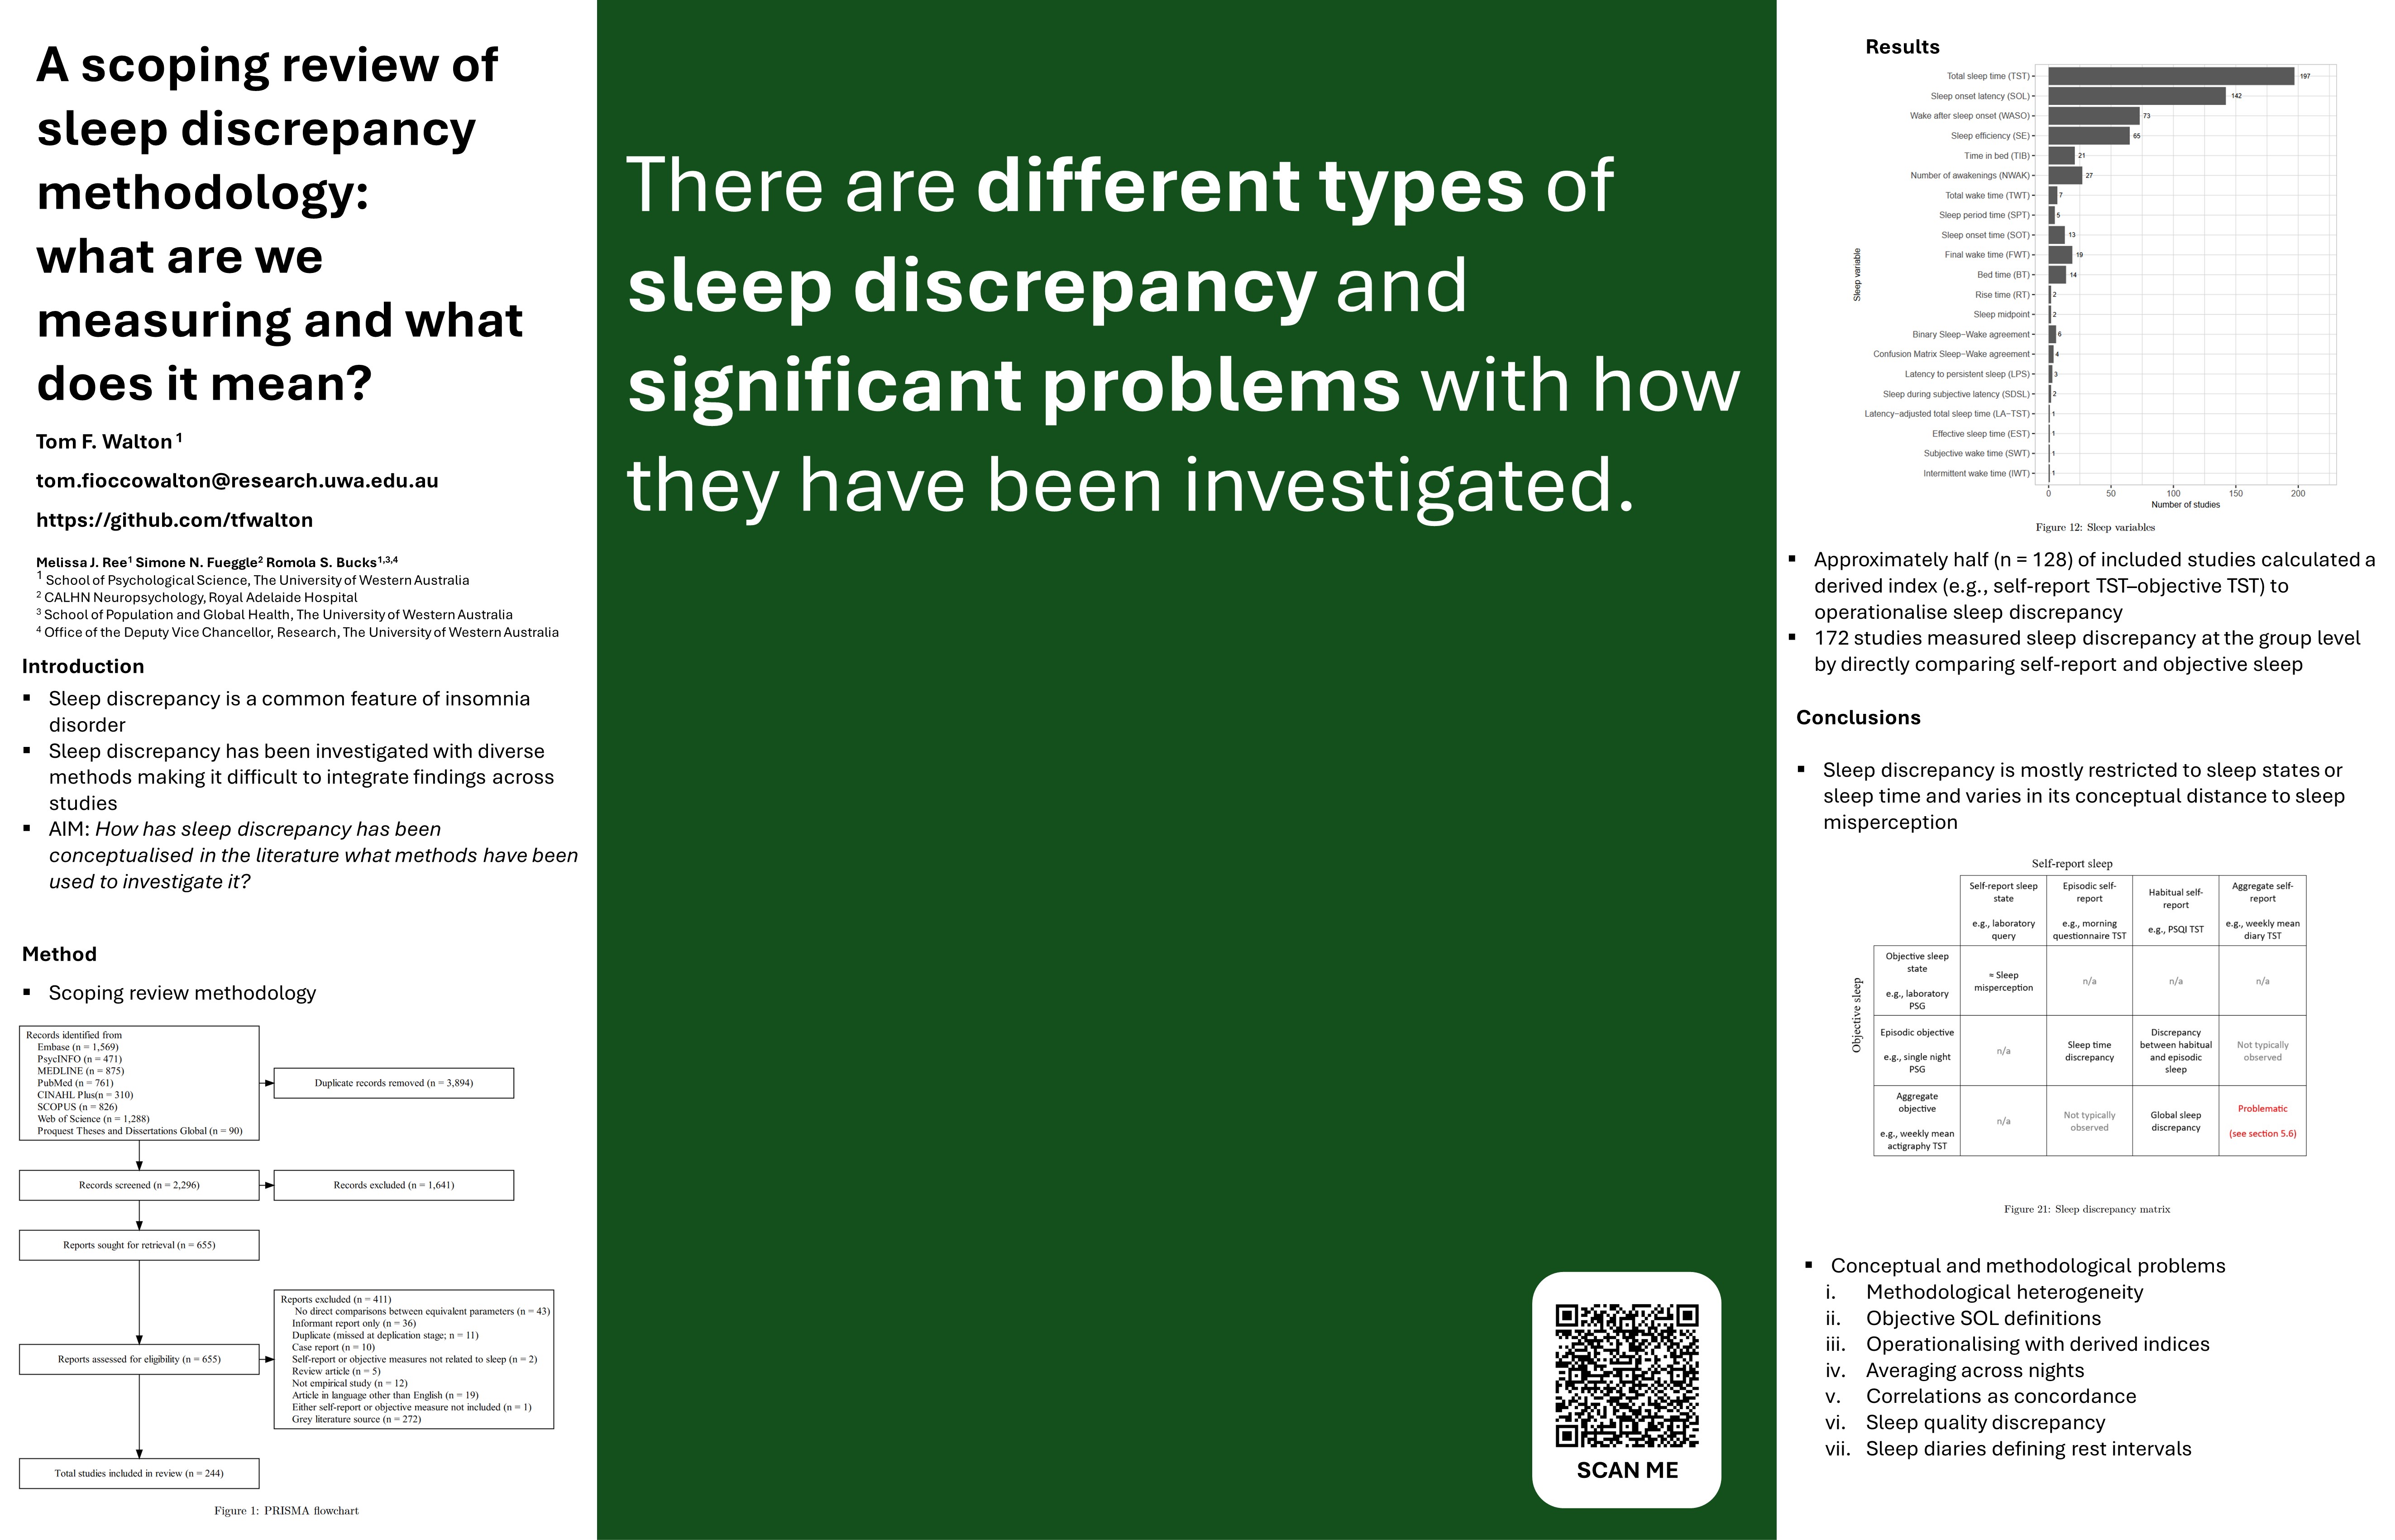 A scoping review of
sleep discrepancy
methodology:
what are we
measuring and what
does it mean?
Tom F. Walton ¹
tom.fioccowalton@research.uwa.edu.au
https://github.com/tfwalton
Melissa J. Ree¹ Simone N. Fueggle² Romola S. Bucks¹,³,⁴
¹ School of Psychological Science, The University of Western Australia
² CALHN Neuropsychology, Royal Adelaide Hospital
³ School of Population and Global Health, The University of Western Australia
⁴ Office of the Deputy Vice Chancellor, Research, The University of Western Australia
Introduction
▪ Sleep discrepancy is a common feature of insomnia
disorder
▪ Sleep discrepancy has been investigated with diverse
methods making it difficult to integrate findings across
studies
▪ AIM: How has sleep discrepancy has been
conceptualised in the literature what methods have been
used to investigate it?
Method
▪ Scoping review methodology
Records identified from
Embase (n = 1,569)
PsycINFO (n = 471)
MEDLINE (n = 875)
PubMed (n = 761)
CINAHL Plus(n = 310)
SCOPUS (n = 826)
Web of Science (n = 1,288)
Proquest Theses and Dissertations Global (n = 90)
Duplicate records removed (n = 3,894)
Records screened (n = 2,296)
Records excluded (n = 1,641)
Reports sought for retrieval (n = 655)
Reports assessed for eligibility (n = 655)
Reports excluded (n = 411)
No direct comparisons between equivalent parameters (n = 43)
Informant report only (n = 36)
Duplicate (missed at deplication stage; n = 11)
Case report (n = 10)
Self-report or objective measures not related to sleep (n = 2)
Review article (n = 5)
Not empirical study (n = 12)
Article in language other than English (n = 19)
Either self-report or objective measure not included (n = 1)
Grey literature source (n = 272)
Total studies included in review (n = 244)
Figure 1: PRISMA flowchart
There are different types of
sleep discrepancy and
significant problems with how
they have been investigated.
SCAN ME
Results
Sleep variable
Total sleep time (TST) 197
Sleep onset latency (SOL) 142
Wake after sleep onset (WASO) 73
Sleep efficiency (SE) 65
Time in bed (TIB) 21
Number of awakenings (NWAK) 27
Total wake time (TWT) 7
Sleep period time (SPT) 5
Sleep onset time (SOT) 13
Final wake time (FWT) 19
Bed time (BT) 14
Rise time (RT) 2
Sleep midpoint 2
Binary Sleep−Wake agreement 6
Confusion Matrix Sleep−Wake agreement 4
Latency to persistent sleep (LPS) 3
Sleep during subjective latency (SDSL) 2
Latency−adjusted total sleep time (LA−TST) 1
Effective sleep time (EST) 1
Subjective wake time (SWT) 1
Intermittent wake time (IWT) 1
0 50 100 150 200
Number of studies
Figure 12: Sleep variables
▪ Approximately half (n = 128) of included studies calculated a
derived index (e.g., self-report TST–objective TST) to
operationalise sleep discrepancy
▪ 172 studies measured sleep discrepancy at the group level
by directly comparing self-report and objective sleep
Conclusions
▪ Sleep discrepancy is mostly restricted to sleep states or
sleep time and varies in its conceptual distance to sleep
misperception
Self-report sleep
Objective sleep
Self-report sleep
state
e.g., laboratory
query
Episodic self-
report
e.g., morning
questionnaire TST
Habitual self-
report
e.g., PSQI TST
Aggregate self-
report
e.g., weekly mean
diary TST
Objective sleep
state
e.g., laboratory
PSG
≈ Sleep
misperception
n/a
n/a
n/a
Episodic objective
e.g., single night
PSG
n/a
Sleep time
discrepancy
Discrepancy
between habitual
and episodic
sleep
Not typically
observed
Aggregate
objective
e.g., weekly mean
actigraphy TST
n/a
Not typically
observed
Global sleep
discrepancy
Problematic
(see section 5.6)
Figure 21: Sleep discrepancy matrix
▪ Conceptual and methodological problems
i. Methodological heterogeneity
ii. Objective SOL definitions
iii. Operationalising with derived indices
iv. Averaging across nights
v. Correlations as concordance
vi. Sleep quality discrepancy
vii. Sleep diaries defining rest intervals